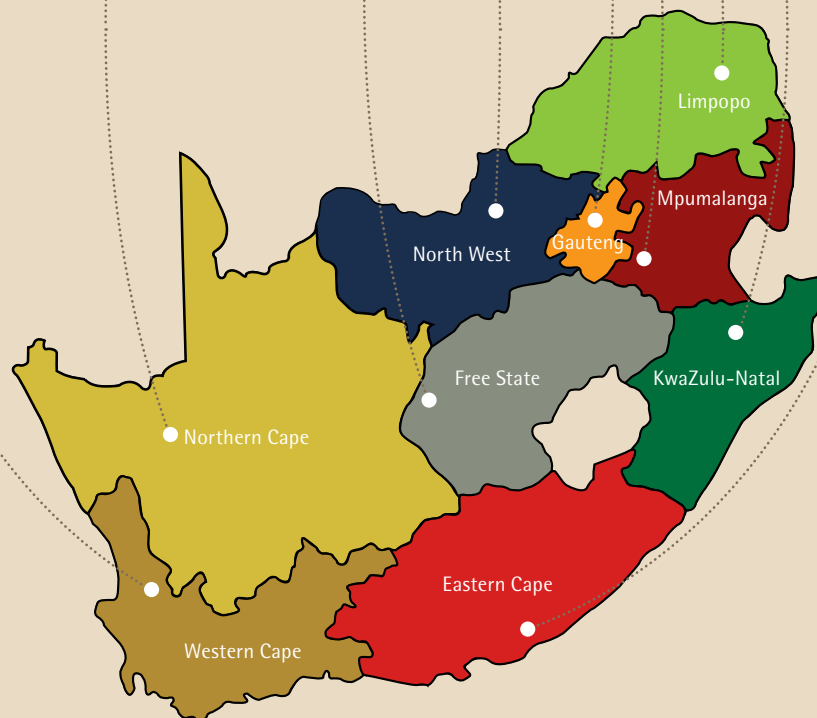 Limpopo
Mpumalanga
Gauteng
North West
Free State
KwaZulu-Natal
Northern Cape
Eastern Cape
Western Cape